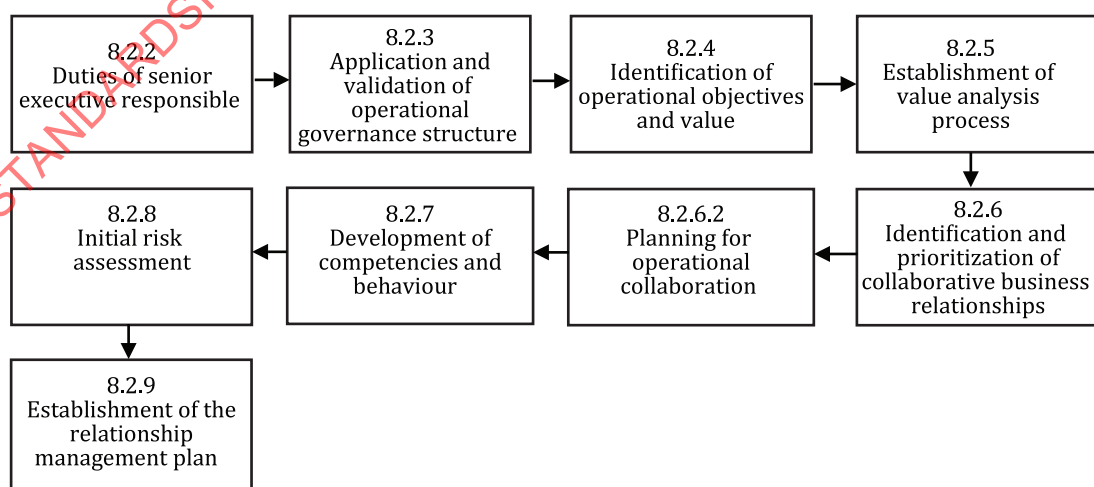 8.2.2
Duties of senior
executive responsible
8.2.3
Application and
validation of
operational
governance structure
8.2.4
Identification of
operational objectives
and value
8.2.5
Establishment of
value analysis
process
8.2.8
Initial risk
assessment
8.2.7
Development of
competencies and
behaviour
8.2.6.2
Planning for
operational
collaboration
8.2.6
Identification and
prioritization of
collaborative business
relationships
8.2.9
Establishment of the
relationship
management plan
STANDARDS